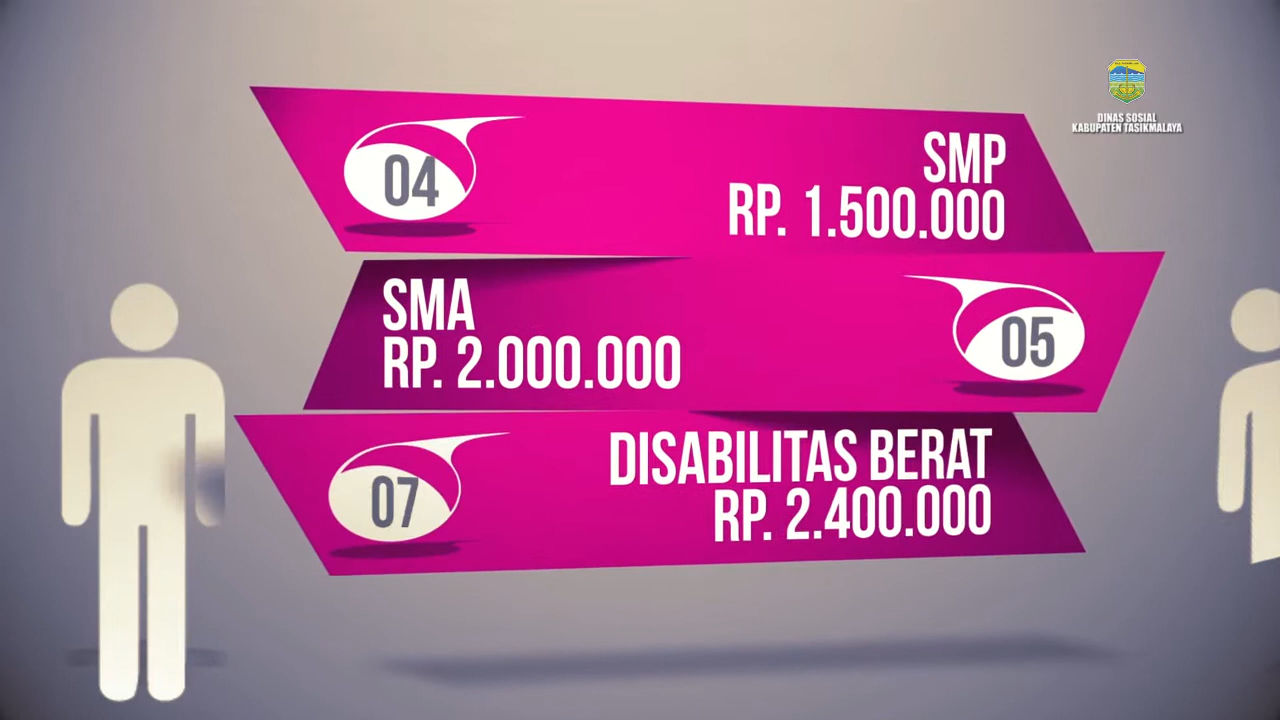 DINAS SOSIAL
KABUPATEN TASIKMALAYA
04
SMP
RP. 1.500.000
SMA
RP. 2.000.000
05
07
DISABILITAS BERAT
RP. 2.400.000